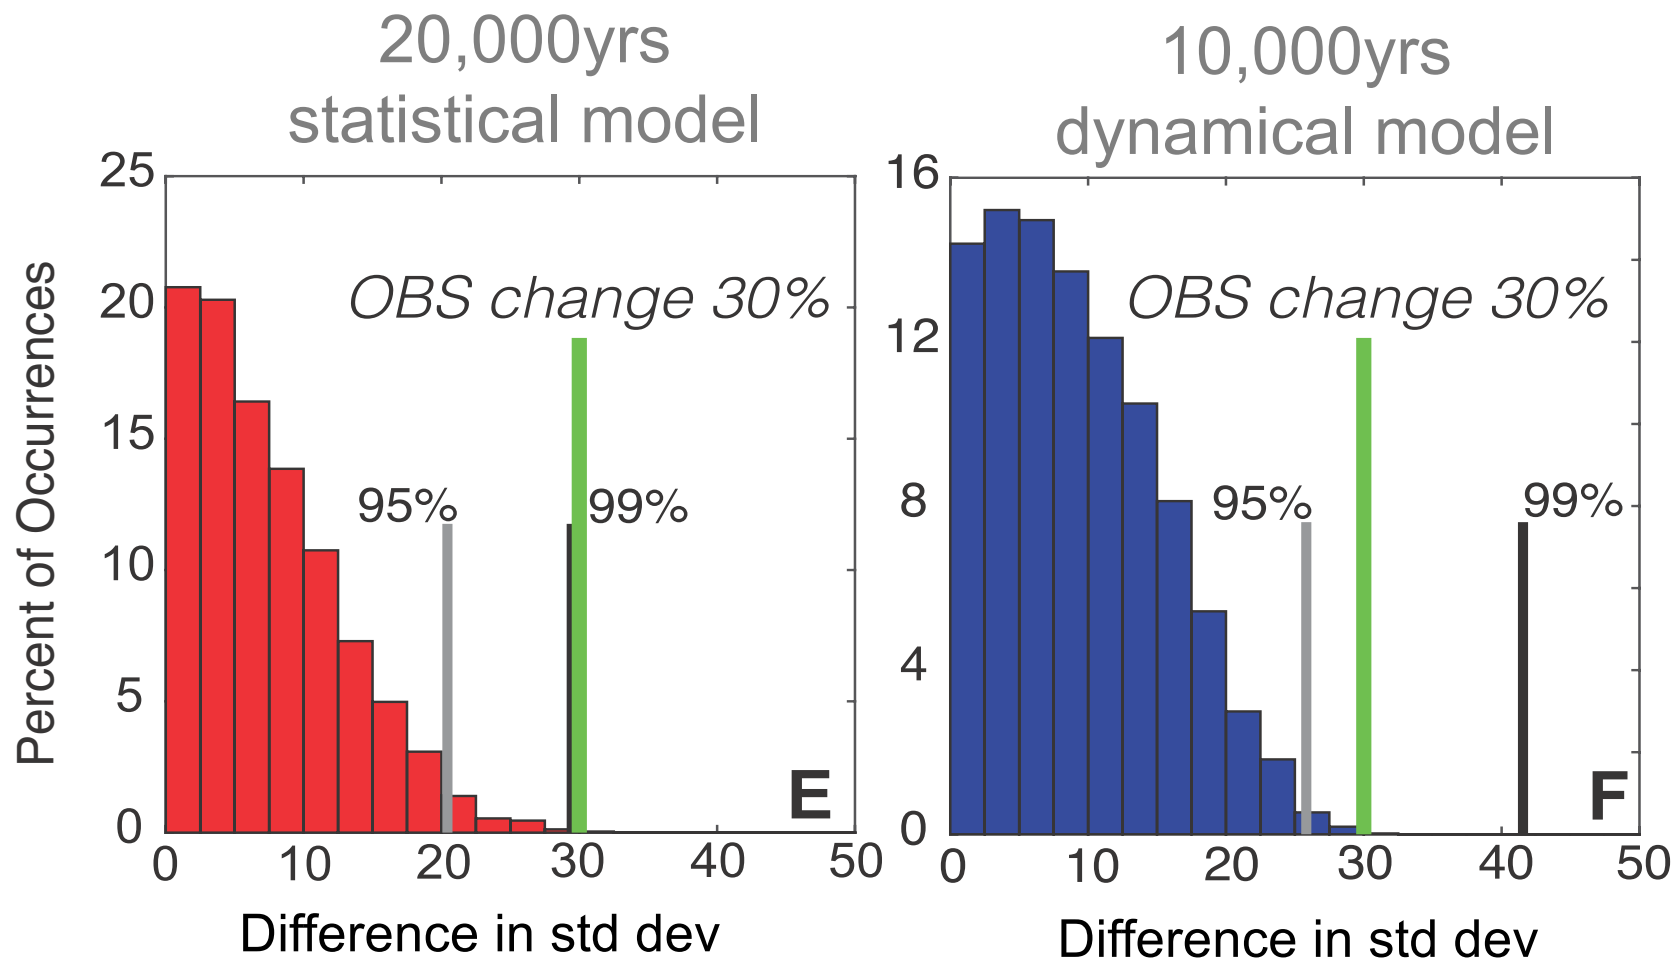 20,000yrs
statistical model
25
20
15
10
5
0
Percent of Occurrences
OBS change 30%
95%
99%
E
0 10 20 30 40 50
Difference in std dev
10,000yrs
dynamical model
16
12
8
4
0
OBS change 30%
95%
99%
F
0 10 20 30 40 50
Difference in std dev